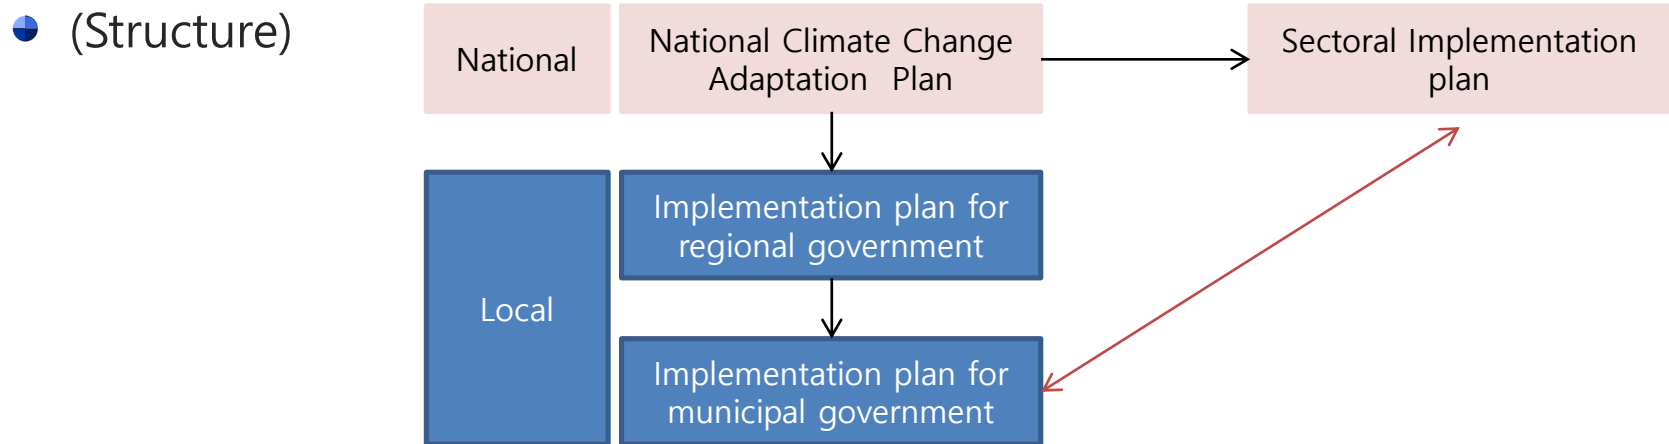 (Structure)
National
National Climate Change
Adaptation Plan
Sectoral Implementation
plan
Local
Implementation plan for
regional government
Implementation plan for
municipal government